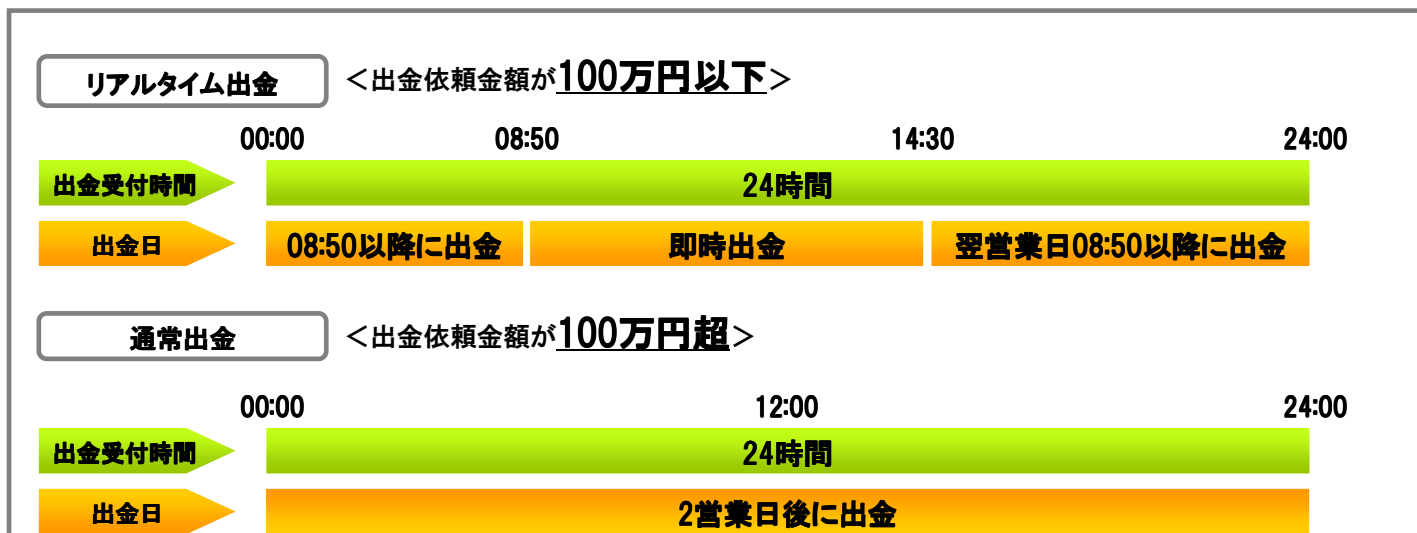 リアルタイム出金 ＜出金依頼金額が100万円以下＞
00:00 08:50 14:30 24:00
出金受付時間 24時間
出金日 08:50以降に出金 即時出金 翌営業日08:50以降に出金
通常出金 ＜出金依頼金額が100万円超＞
00:00 12:00 24:00
出金受付時間 24時間
出金日 2営業日後に出金